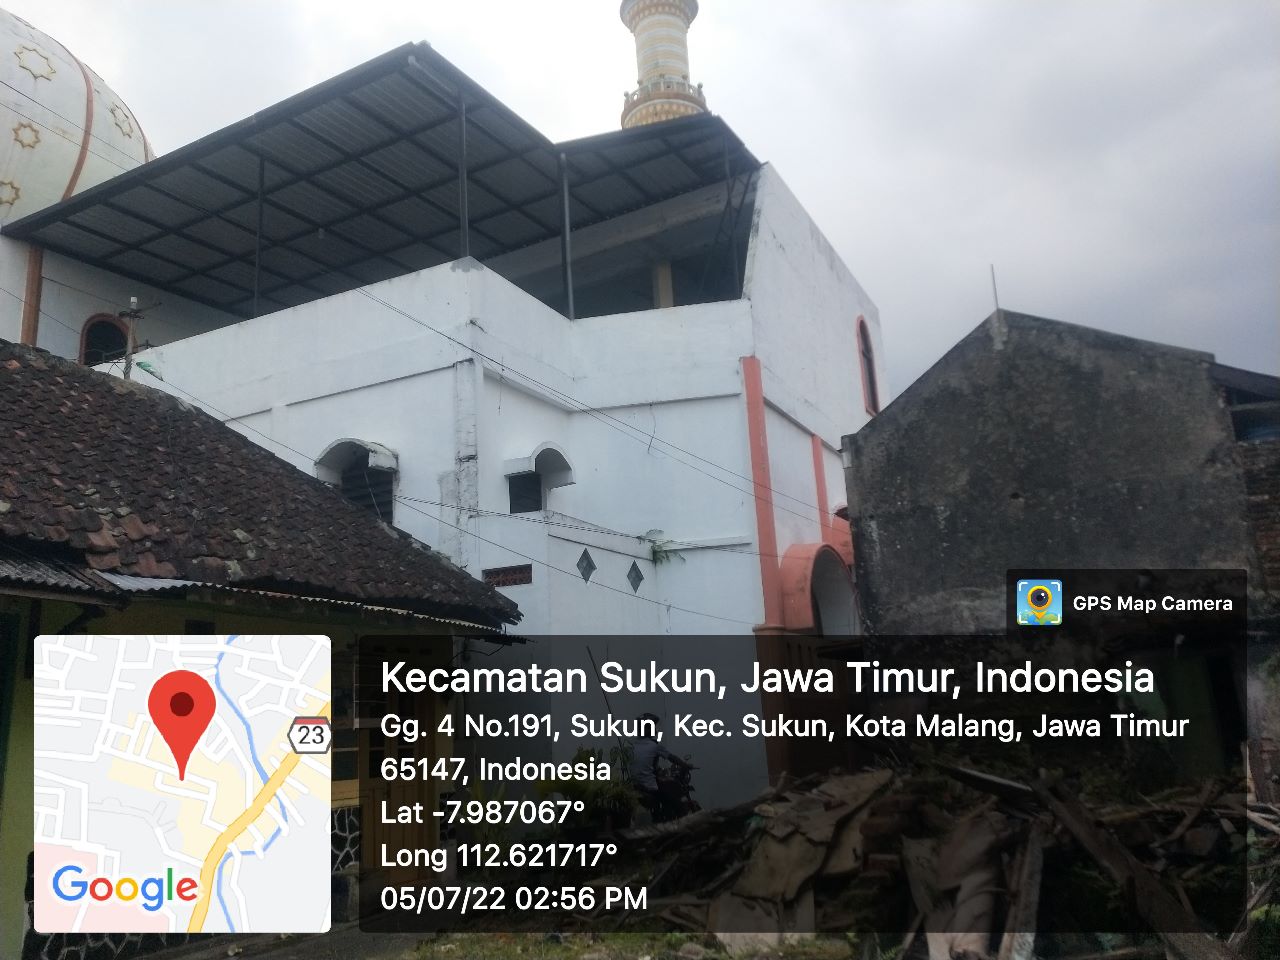 GPS Map Camera
Kecamatan Sukun, Jawa Timur, Indonesia
Gg. 4 No.191, Sukun, Kec. Sukun, Kota Malang, Jawa Timur
65147, Indonesia
Lat -7.987067°
Long 112.621717°
05/07/22 02:56 PM
23
Google